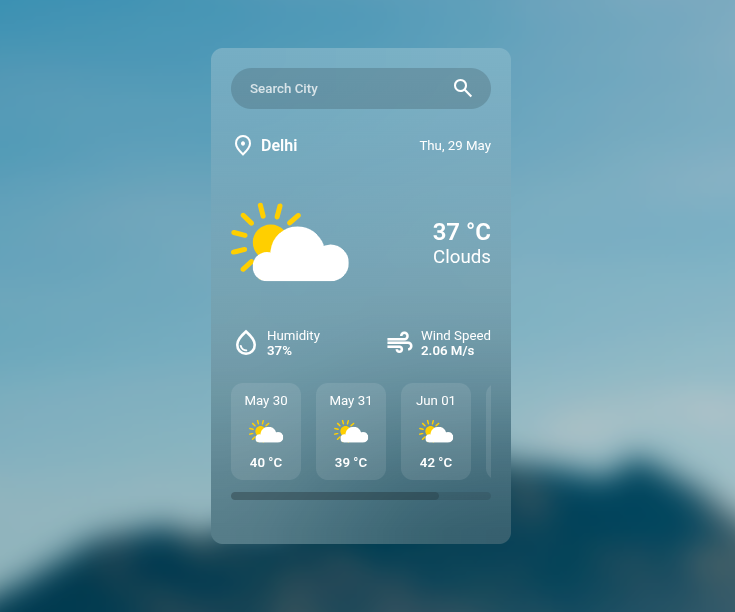 Search City
Delhi
Thu, 29 May
37 °C
Clouds
Humidity
37%
Wind Speed
2.06 M/s
May 30
May 31
Jun 01
40 °C
39 °C
42 °C